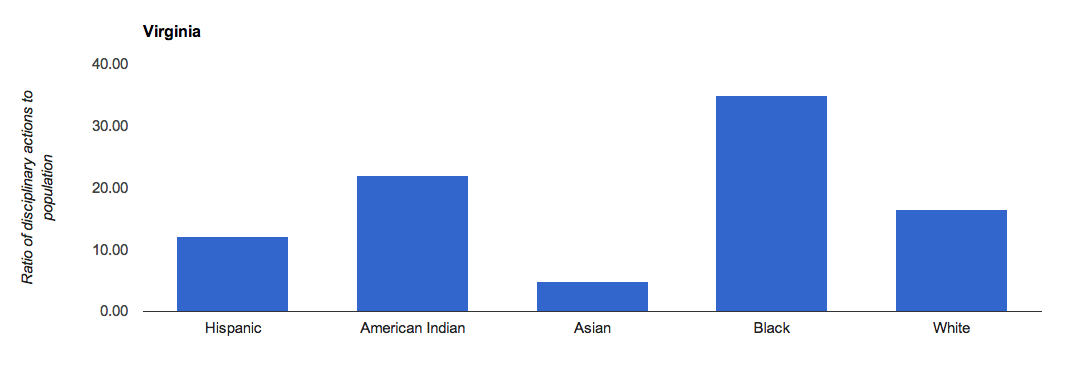 Virginia
Ratio of disciplinary actions to
population
40.00
30.00
20.00
10.00
0.00
Hispanic
American Indian
Asian
Black
White